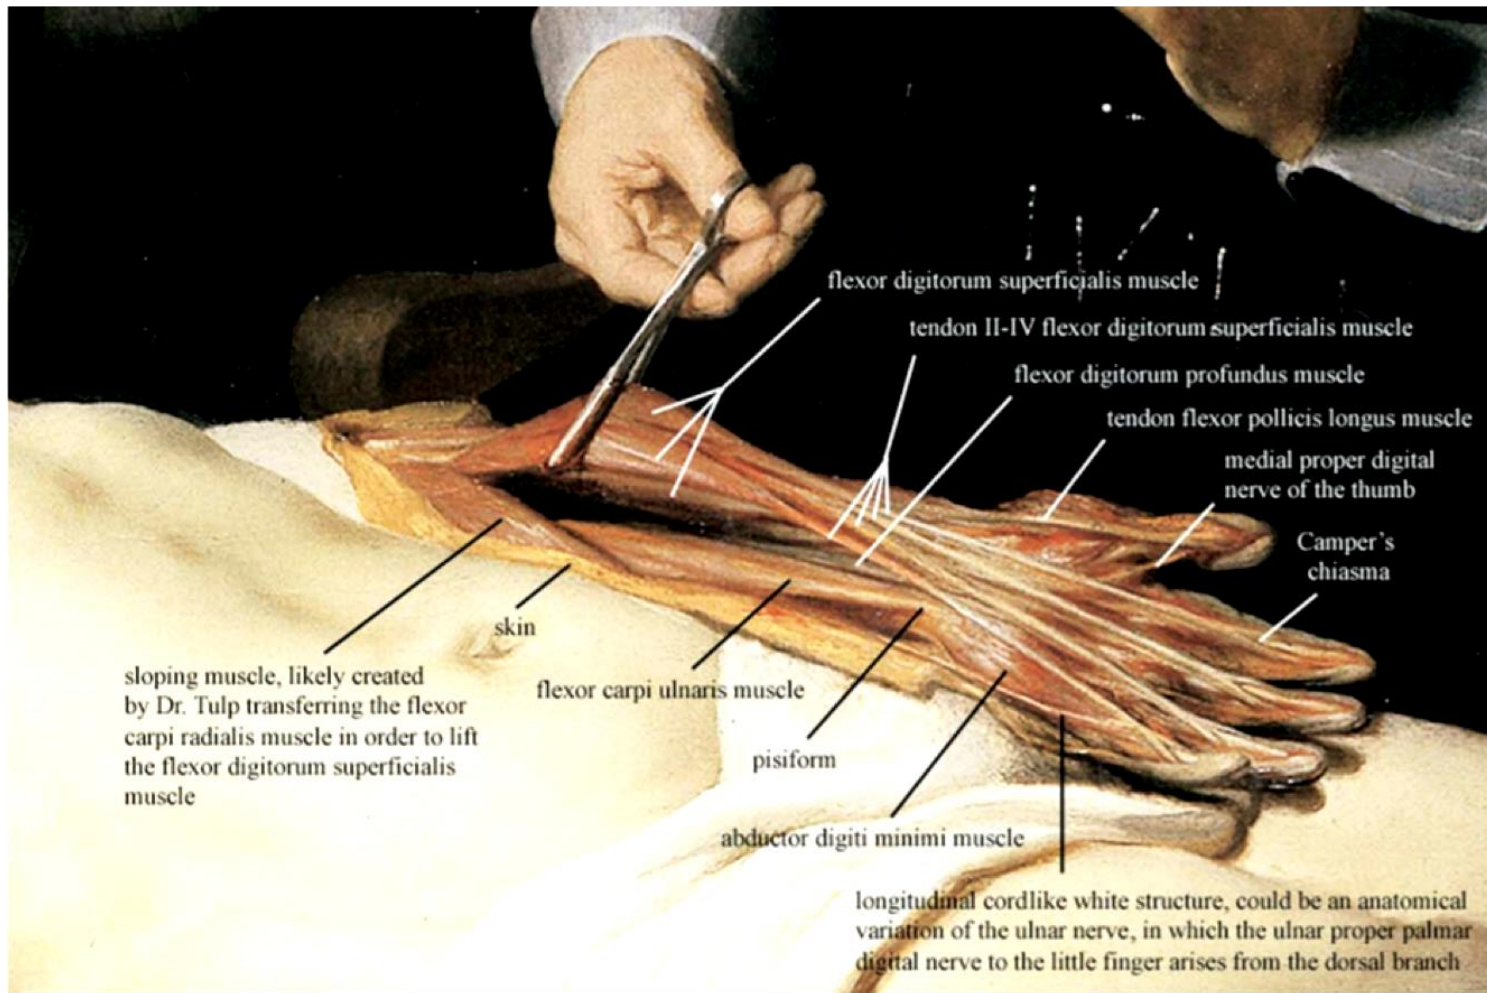 flexor digitorum superficialis muscle
tendon II-IV flexor digitorum superficialis muscle
flexor digitorum profundus muscle
tendon flexor pollicis longus muscle
medial proper digital
nerve of the thumb
Camper's
chiasma
skin
sloping muscle, likely created
by Dr. Tulp transferring the flexor
carpi radialis muscle in order to lift
the flexor digitorum superficialis
muscle
flexor carpi ulnaris muscle
pisiform
abductor digiti minimi muscle
longitudinal cordlike white structure, could be an anatomical
variation of the ulnar nerve, in which the ulnar proper palmar
digital nerve to the little finger arises from the dorsal branch